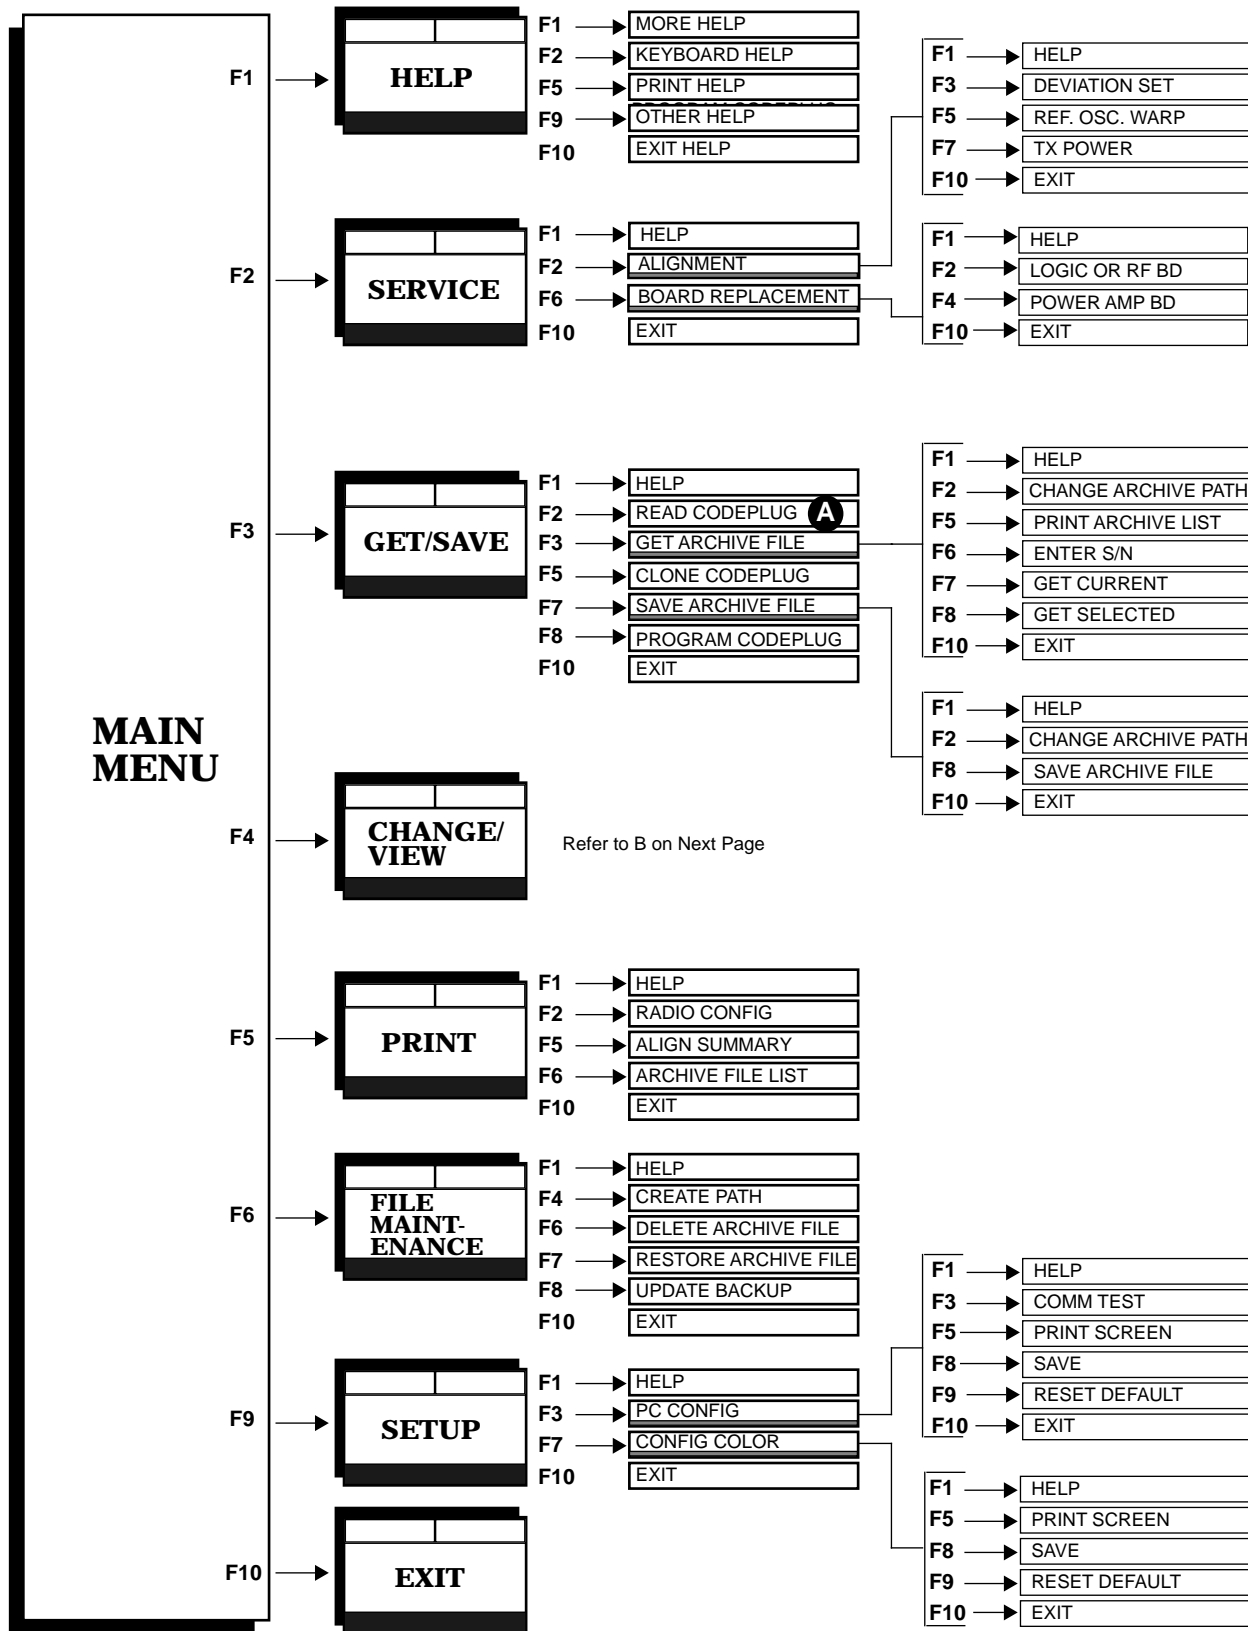 MAIN
MENU
F1
HELP
F1 MORE HELP
F2 KEYBOARD HELP
F5 PRINT HELP
PROGRAM CODEPLUG
F9 OTHER HELP
F10 EXIT HELP
F2
SERVICE
F1 HELP
F2 ALIGNMENT
F6 BOARD REPLACEMENT
F10 EXIT
F1 HELP
F3 DEVIATION SET
F5 REF. OSC. WARP
F7 TX POWER
F10 EXIT
F1 HELP
F2 LOGIC OR RF BD
F4 POWER AMP BD
F10 EXIT
F3
GET/SAVE
F1 HELP
F2 READ CODEPLUG A
F3 GET ARCHIVE FILE
F5 CLONE CODEPLUG
F7 SAVE ARCHIVE FILE
F8 PROGRAM CODEPLUG
F10 EXIT
F1 HELP
F2 CHANGE ARCHIVE PATH
F5 PRINT ARCHIVE LIST
F6 ENTER S/N
F7 GET CURRENT
F8 GET SELECTED
F10 EXIT
F1 HELP
F2 CHANGE ARCHIVE PATH
F8 SAVE ARCHIVE FILE
F10 EXIT
F4
CHANGE/
VIEW
Refer to B on Next Page
F5
PRINT
F1 HELP
F2 RADIO CONFIG
F5 ALIGN SUMMARY
F6 ARCHIVE FILE LIST
F10 EXIT
F6
FILE
MAINT-
ENANCE
F1 HELP
F4 CREATE PATH
F6 DELETE ARCHIVE FILE
F7 RESTORE ARCHIVE FILE
F8 UPDATE BACKUP
F10 EXIT
F9
SETUP
F1 HELP
F3 PC CONFIG
F7 CONFIG COLOR
F10 EXIT
F1 HELP
F3 COMM TEST
F5 PRINT SCREEN
F8 SAVE
F9 RESET DEFAULT
F10 EXIT
F1 HELP
F5 PRINT SCREEN
F8 SAVE
F9 RESET DEFAULT
F10 EXIT
F10
EXIT